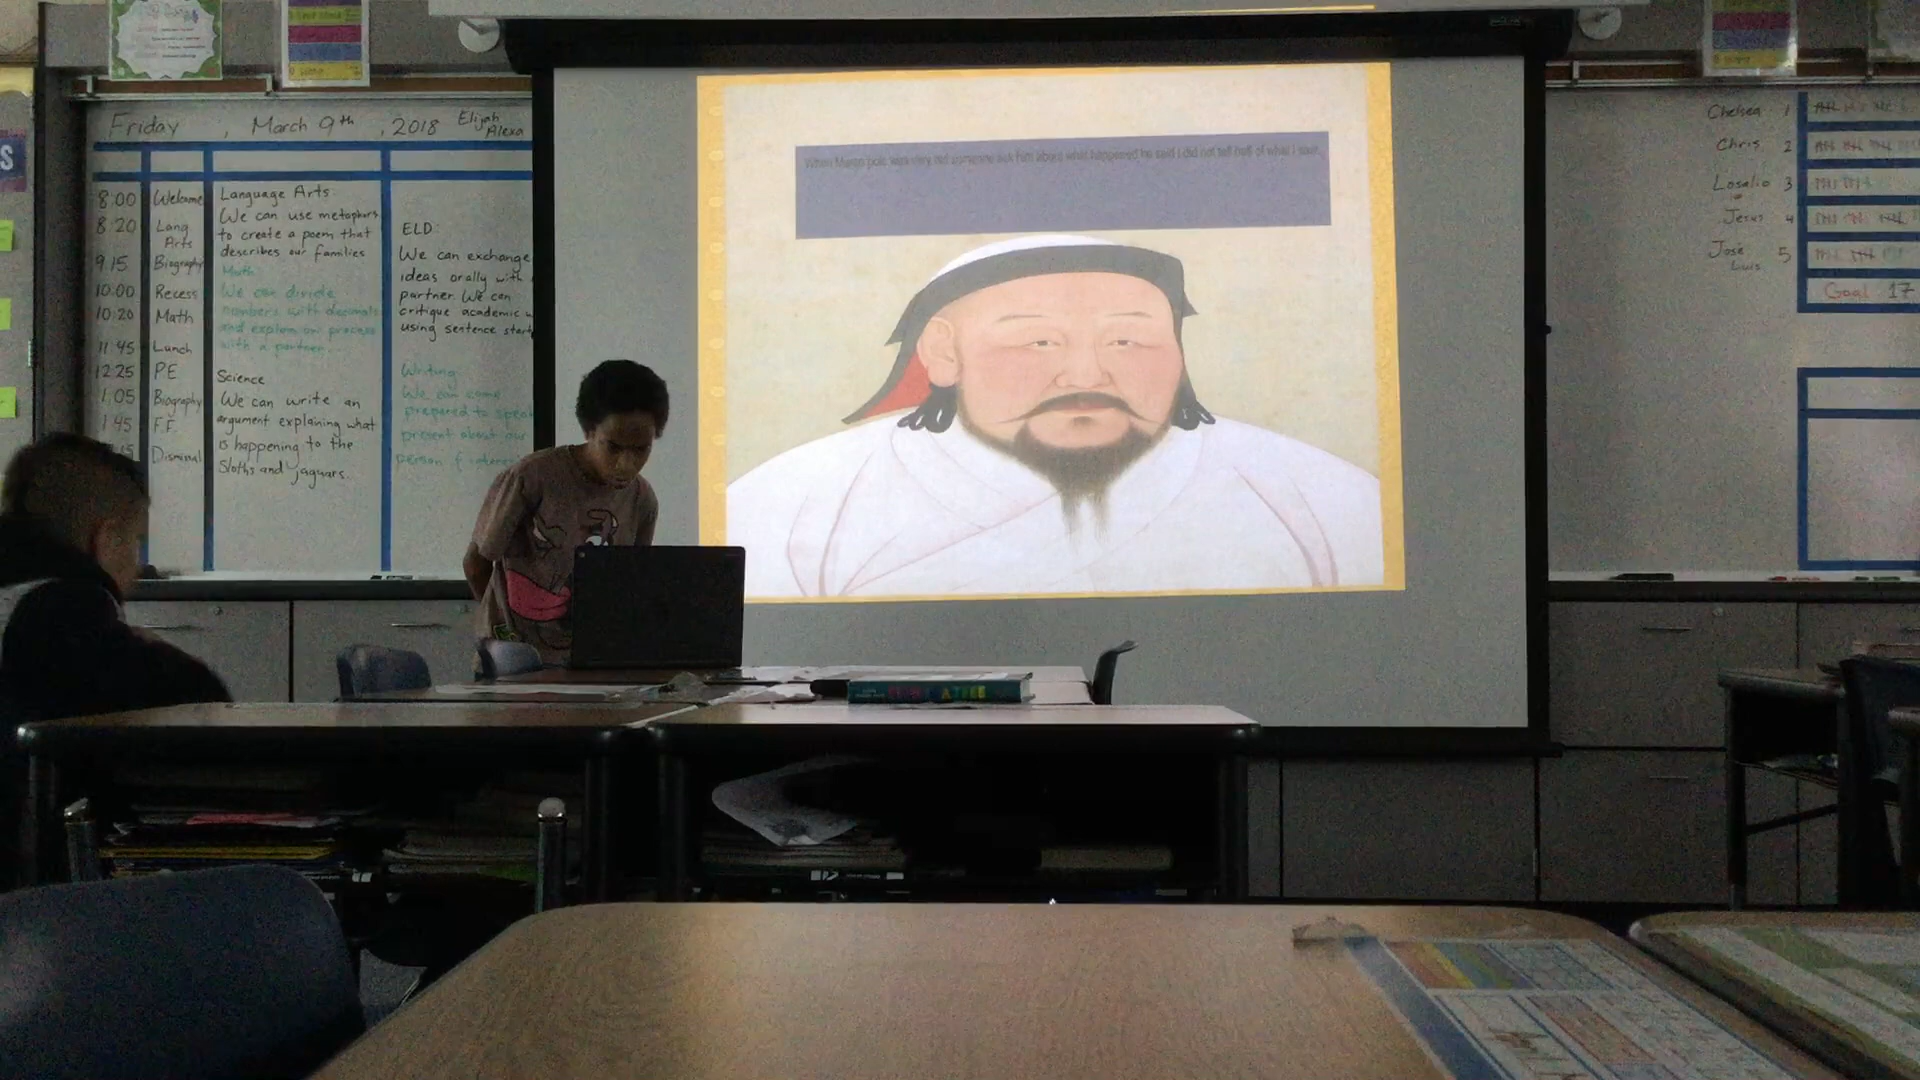 Friday, March 9th, 2018
Elijah
Alexa
8:00 Welcome
8:20 Lang Arts
9:15 Biography
10:00 Recess
10:20 Math
11:45 Lunch
12:25 PE
1:05 Biography
1:45 F.F.
:15 Dismissal
Language Arts:
We can use metaphors
to create a poem that
describes our families
Math
We can divide
numbers with decimals
and explain our process
with a partner.
Science
We can write an
argument explaining what
is happening to the
Sloths and jaguars.
ELD:
We can exchange
ideas orally with
partner. We can
critique academic
using sentence start
Writing
We can come
prepared to speak
present about our
person of interest
When Marco polo was very old someone ask him about what happened he said I did not tell half of what I saw.
Chelsea 1
Chris 2
Losalio 3
Jesus 4
Jose Luis 5
Goal 17
S